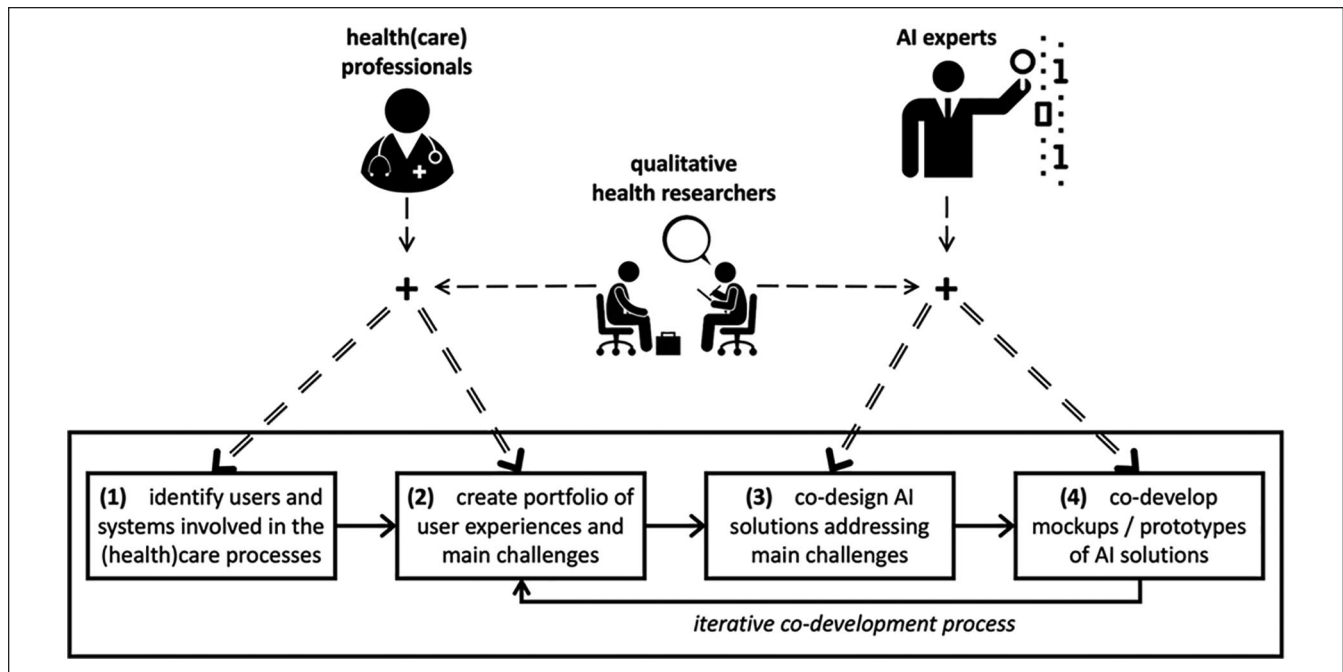 health(care)
professionals
AI experts
1
0
1
qualitative
health researchers
+
+
(1) identify users and
systems involved in the
(health)care processes
(2) create portfolio of
user experiences and
main challenges
(3) co-design AI
solutions addressing
main challenges
(4) co-develop
mockups / prototypes
of AI solutions
iterative co-development process